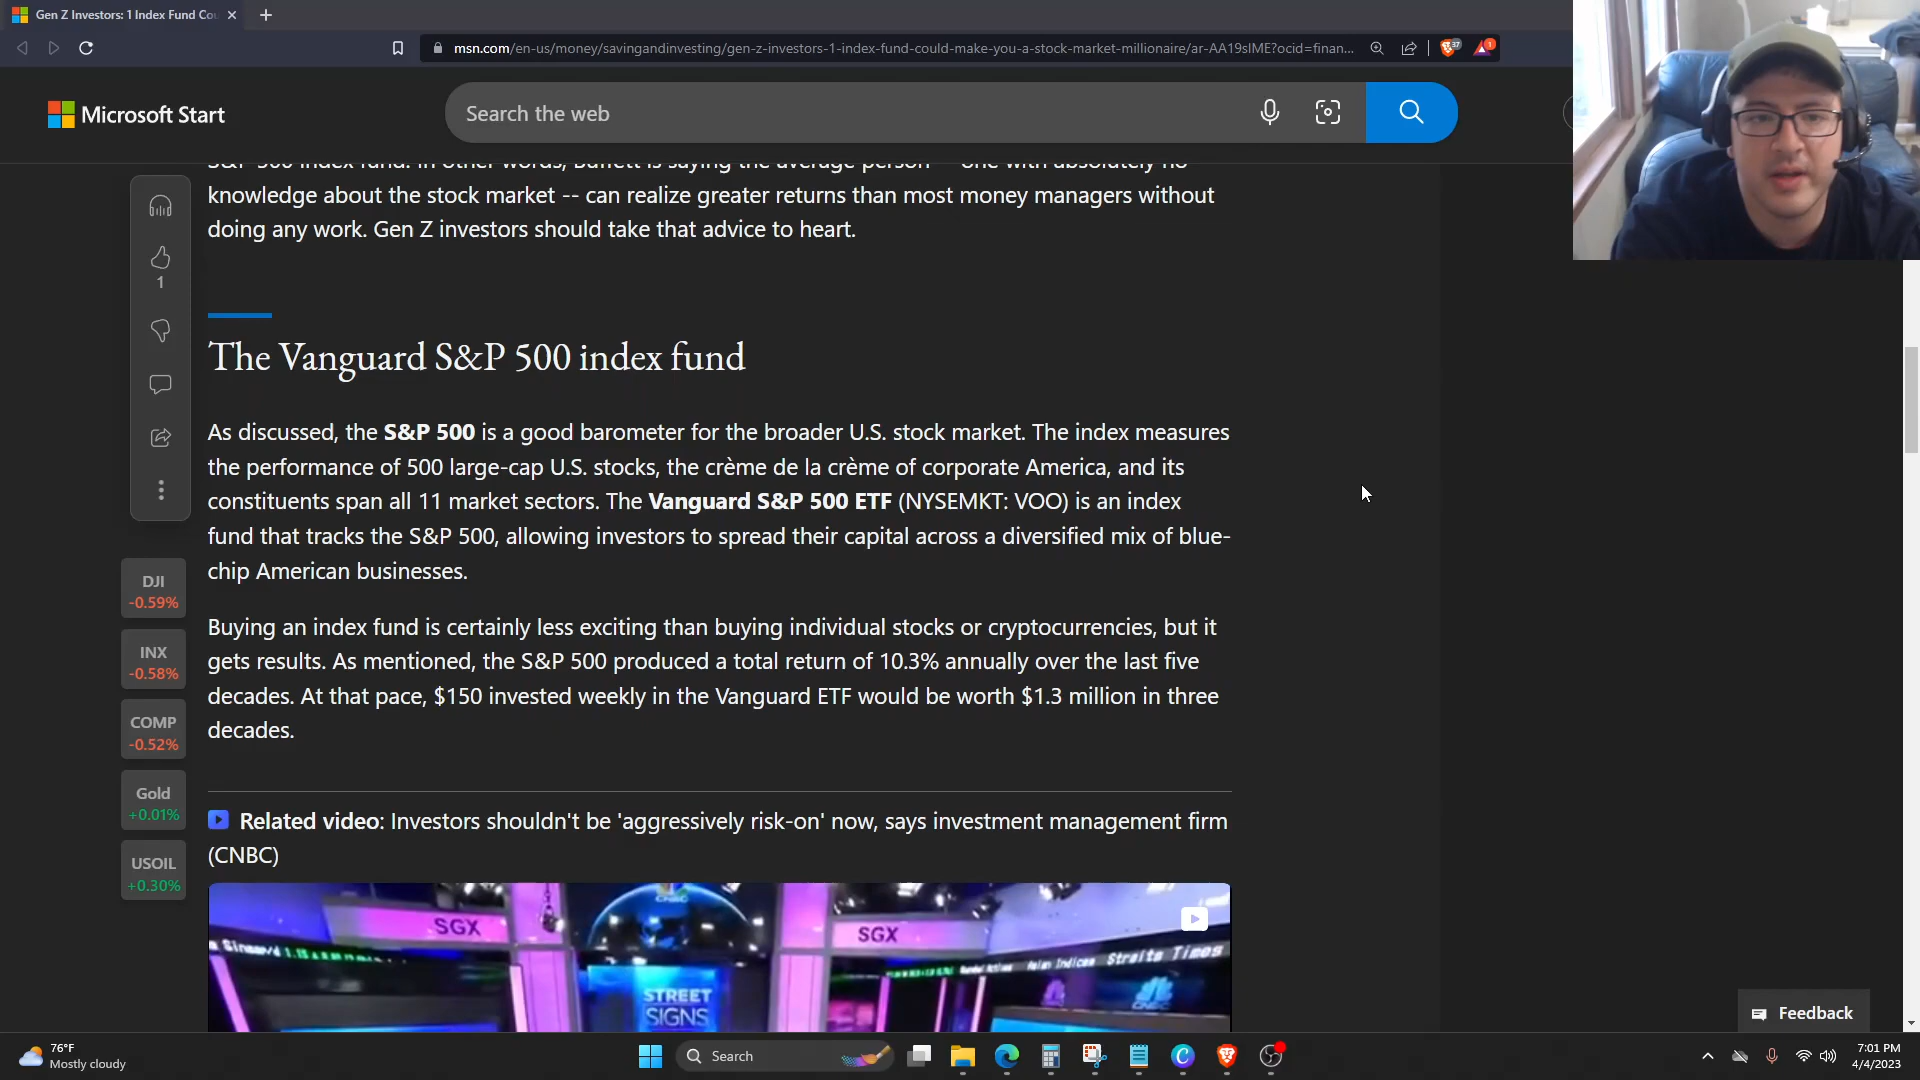 Gen Z Investors: 1 Index Fund Cou
msn.com/en-us/money/savingandinvesting/gen-z-investors-1-index-fund-could-make-you-a-stock-market-millionaire/ar-AA19sIME?ocid=finan...
37
1
Microsoft Start
Search the web
S&P 500 index fund. In other words, Buffett is saying the average person -- one with absolutely no
knowledge about the stock market -- can realize greater returns than most money managers without
doing any work. Gen Z investors should take that advice to heart.
1
The Vanguard S&P 500 index fund
As discussed, the S&P 500 is a good barometer for the broader U.S. stock market. The index measures
the performance of 500 large-cap U.S. stocks, the crème de la crème of corporate America, and its
constituents span all 11 market sectors. The Vanguard S&P 500 ETF (NYSEMKT: VOO) is an index
fund that tracks the S&P 500, allowing investors to spread their capital across a diversified mix of blue-
chip American businesses.
DJI
-0.59%
INX
-0.58%
COMP
-0.52%
Gold
+0.01%
USOIL
+0.30%
Buying an index fund is certainly less exciting than buying individual stocks or cryptocurrencies, but it
gets results. As mentioned, the S&P 500 produced a total return of 10.3% annually over the last five
decades. At that pace, $150 invested weekly in the Vanguard ETF would be worth $1.3 million in three
decades.
Related video: Investors shouldn't be 'aggressively risk-on' now, says investment management firm
(CNBC)
CNBC
SGX
SGX
Straits Times
Asian Indices
STREET
SIGNS
CNBC
Feedback
76°F
Mostly cloudy
Search
7:01 PM
4/4/2023